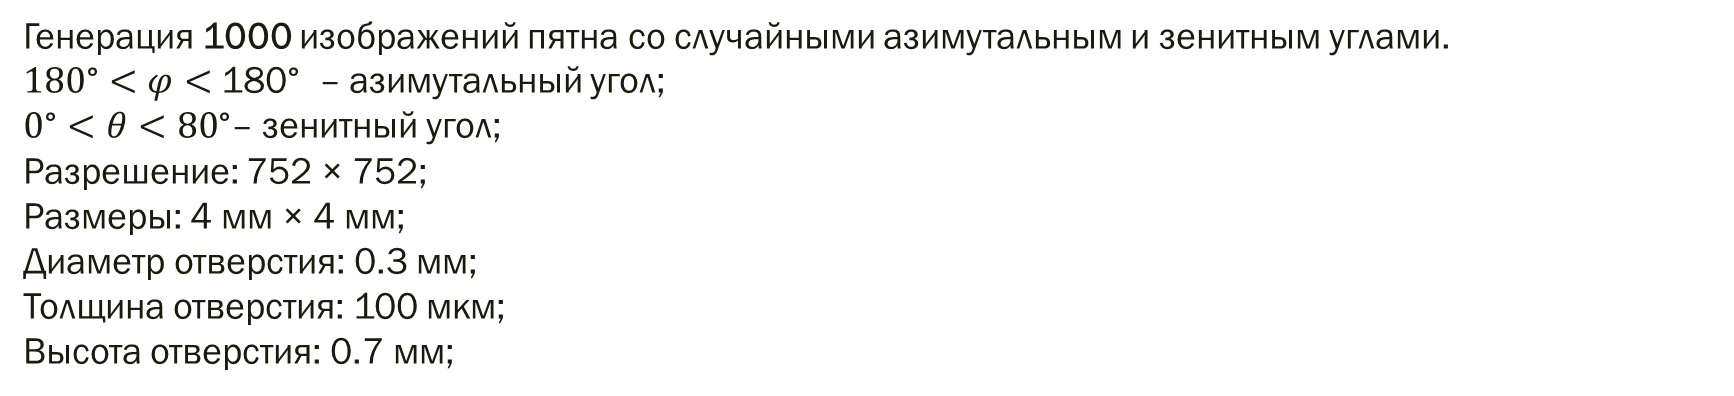 Генерация 1000 изображений пятна со случайными азимутальным и зенитным углами.
180° < φ < 180° – азимутальный угол;
0° < θ < 80°– зенитный угол;
Разрешение: 752 × 752;
Размеры: 4 мм × 4 мм;
Диаметр отверстия: 0.3 мм;
Толщина отверстия: 100 мкм;
Высота отверстия: 0.7 мм;